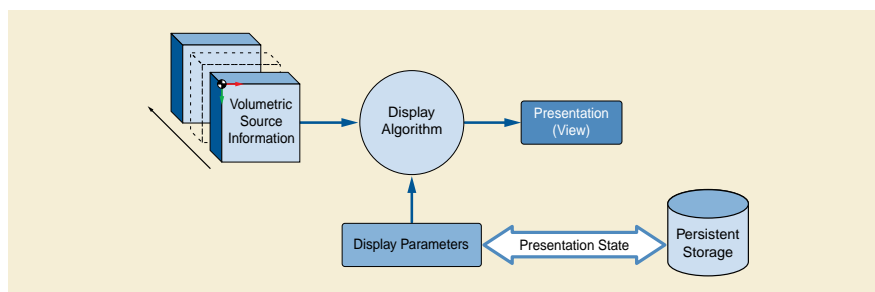 Volumetric
Source
Information
Display
Algorithm
Presentation
(View)
Display Parameters
Presentation State
Persistent
Storage